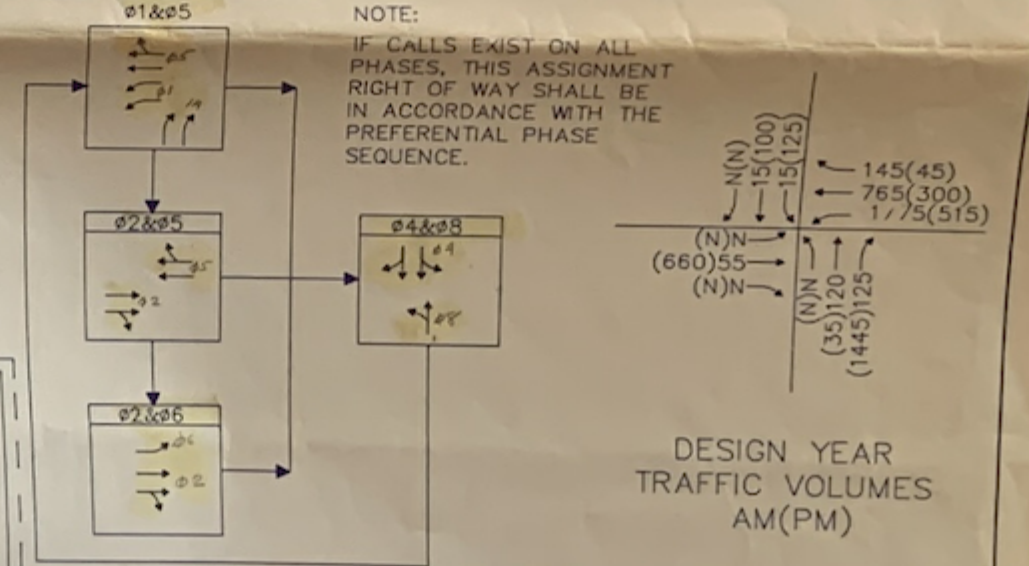 ø1&ø5
ø5
ø1
NOTE:
IF CALLS EXIST ON ALL
PHASES, THIS ASSIGNMENT
RIGHT OF WAY SHALL BE
IN ACCORDANCE WITH THE
PREFERENTIAL PHASE
SEQUENCE.
ø2&ø5
ø5
ø2
ø4&ø8
ø4
ø8
ø2&ø6
ø6
ø2
N(N)
15(100)
15(125)
145(45)
765(300)
1/75(515)
(N)N
(660)55
(N)N
(N)N
(35)120
(1445)125
DESIGN YEAR
TRAFFIC VOLUMES
AM(PM)